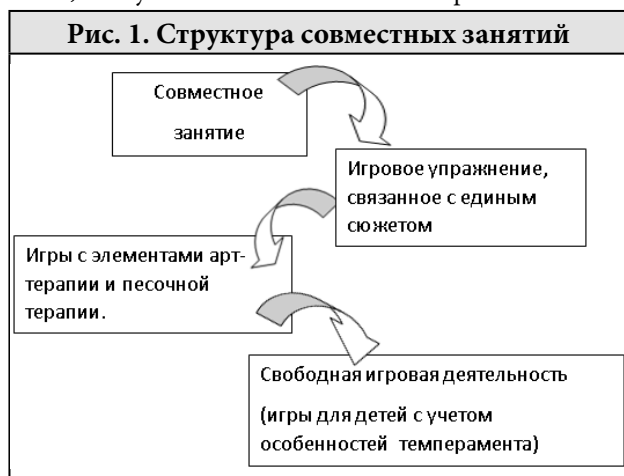 Рис. 1. Структура совместных занятий
Совместное
занятие
Игровое упражнение,
связанное с единым
сюжетом
Игры с элементами арт-
терапии и песочной
терапии.
Свободная игровая деятельность
(игры для детей с учетом
особенностей темперамента)